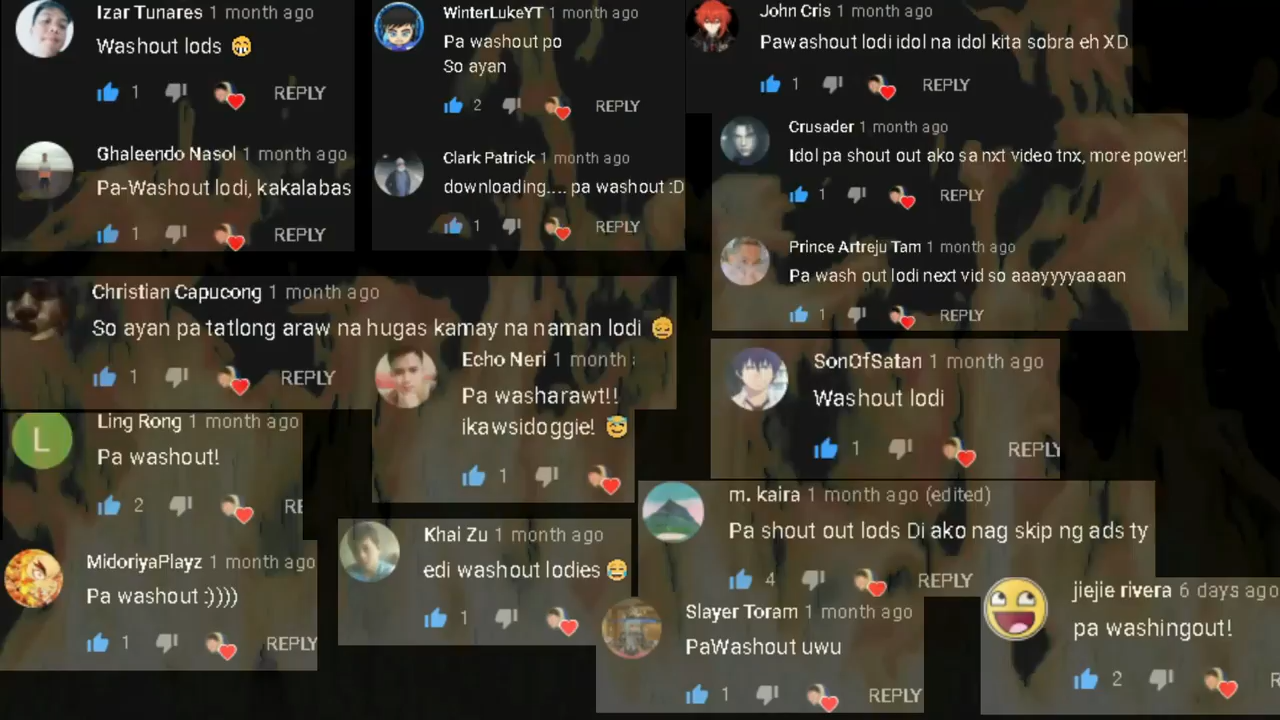 Izar Tunares 1 month ago
Washout lods 😁
1 REPLY
Ghaleendo Nasol 1 month ago
Pa-Washout lodi, kakalabas
1 REPLY
WinterLukeYT 1 month ago
Pa washout po
So ayan
2 REPLY
Clark Patrick 1 month ago
downloading.... pa washout :D
1 REPLY
John Cris 1 month ago
Pawashout lodi idol na idol kita sobra eh XD
1 REPLY
Crusader 1 month ago
Idol pa shout out ako sa nxt video tnx, more power!
1 REPLY
Prince Artreju Tam 1 month ago
Pa wash out lodi next vid so aaayyyyaaaan
1 REPLY
Christian Capucong 1 month ago
So ayan pa tatlong araw na hugas kamay na naman lodi 😄
1 REPLY
Echo Neri 1 month
Pa washarawt!!
ikawsidoggie! 😇
1
SonOfSatan 1 month ago
Washout lodi
1 REPLY
L
Ling Rong 1 month ago
Pa washout!
2 RE
MidoriyaPlayz 1 month ago
Pa washout :))))
1 REPLY
Khai Zu 1 month ago
edi washout lodies 😂
1
m. kaira 1 month ago (edited)
Pa shout out lods Di ako nag skip ng ads ty
4 REPLY
Slayer Toram 1 month ago
PaWashout uwu
1 REPLY
jiejie rivera 6 days ago
pa washingout!
2 R